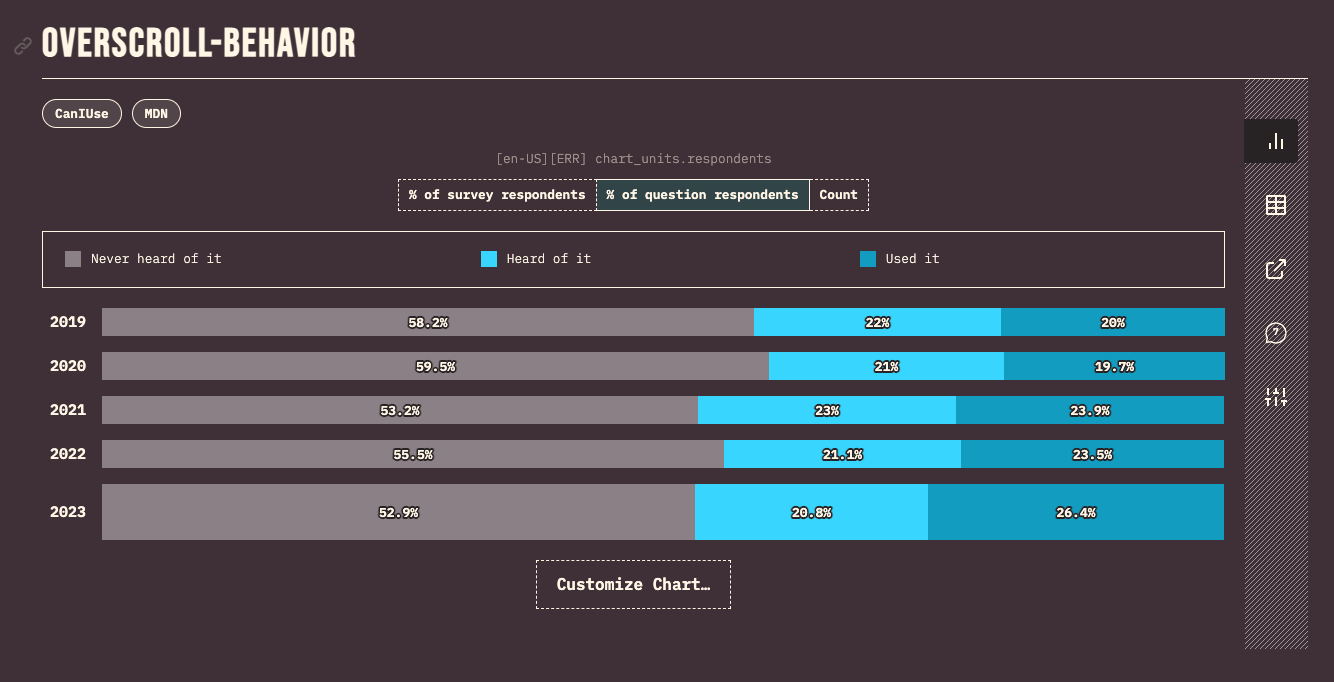 OVERSCROLL-BEHAVIOR
CanIUse MDN
[en-US][ERR] chart_units.respondents
% of survey respondents % of question respondents Count
Never heard of it Heard of it Used it
2019 58.2% 22% 20%
2020 59.5% 21% 19.7%
2021 53.2% 23% 23.9%
2022 55.5% 21.1% 23.5%
2023 52.9% 20.8% 26.4%
Customize Chart…